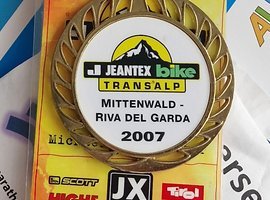 JEANTEX bike
TRANSALP
MITTENWALD -
RIVA DEL GARDA
2007
SCOTT
JX
Tirol